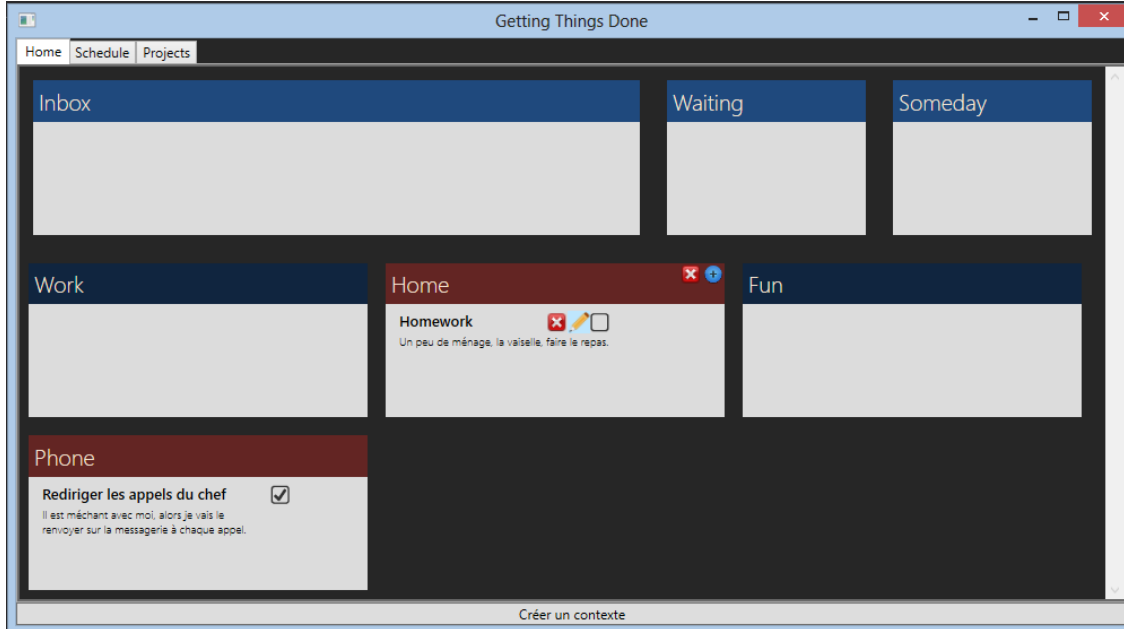 Getting Things Done
Home Schedule Projects
Inbox
Waiting
Someday
Work
Home
Fun
Homework
Un peu de ménage, la vaiselle, faire le repas.
Phone
Rediriger les appels du chef
Il est méchant avec moi, alors je vais le
renvoyer sur la messagerie à chaque appel.
Créer un contexte